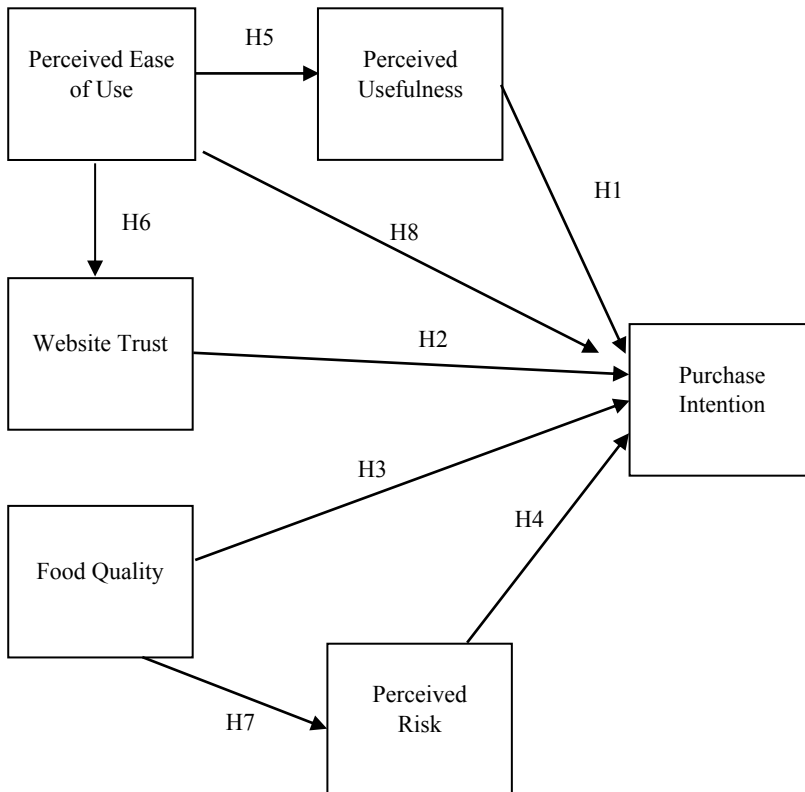 Perceived Ease
of Use
H5
Perceived
Usefulness
H1
H6
H8
Website Trust
H2
Purchase
Intention
H3
H4
Food Quality
H7
Perceived
Risk